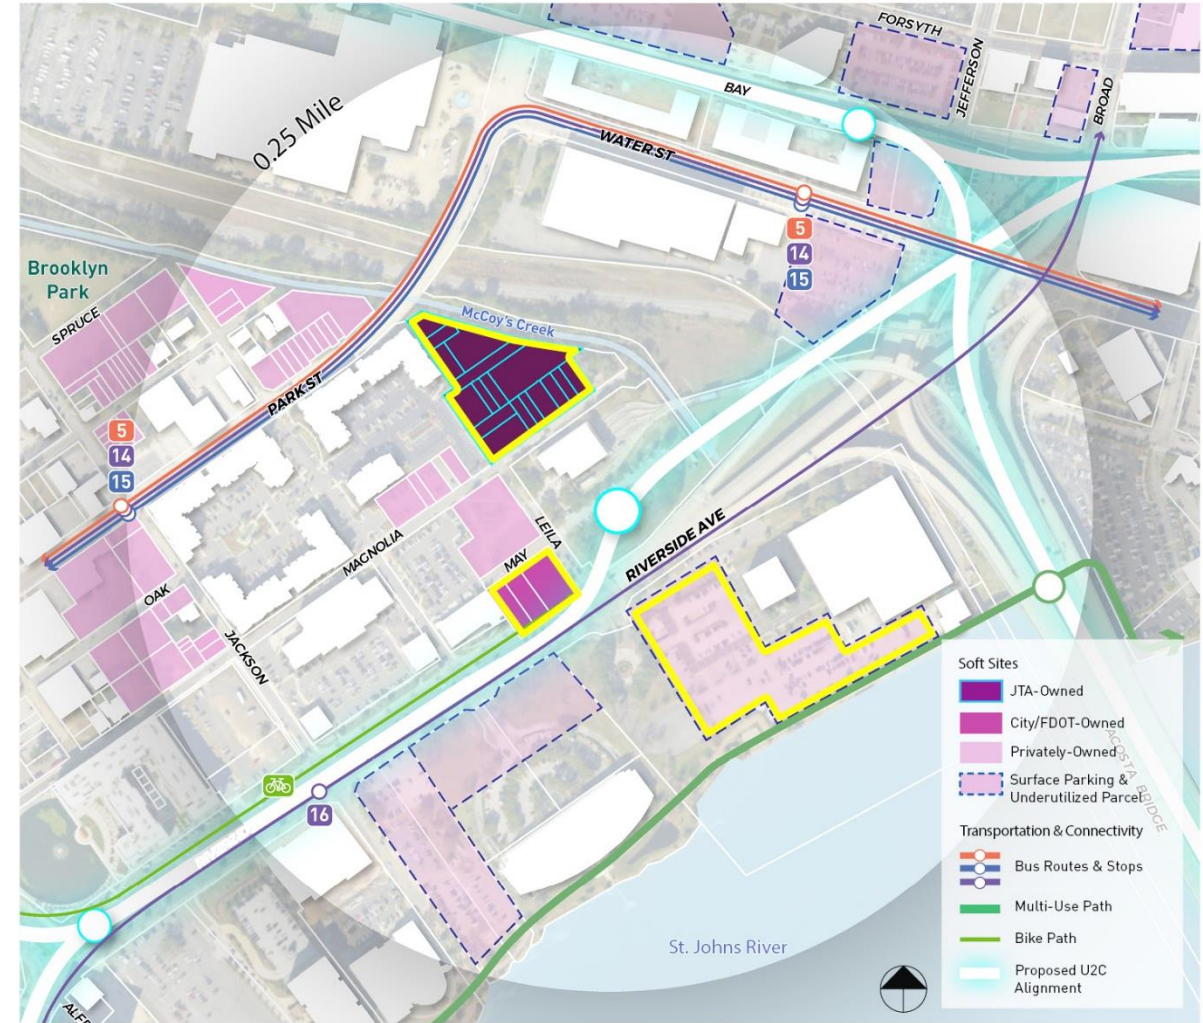 FORSYTH
JEFFERSON
BROAD
BAY
0.25 Mile
WATER ST
5
14
15
Brooklyn
Park
SPRUCE
McCoy's Creek
PARK ST
5
14
15
LEILA
MAGNOLIA
MAY
RIVERSIDE AVE
OAK
JACKSON
16
St. Johns River
ACOSTA BRIDGE
Soft Sites
JTA-Owned
City/FDOT-Owned
Privately-Owned
Surface Parking &
Underutilized Parcel
Transportation & Connectivity
Bus Routes & Stops
Multi-Use Path
Bike Path
Proposed U2C
Alignment